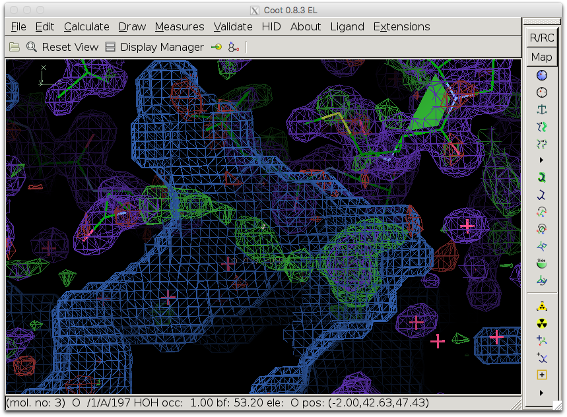 Coot 0.8.3 EL
File Edit Calculate Draw Measures Validate HID About Ligand Extensions
Reset View Display Manager
R/RC
Map
(mol. no: 3) O /1/A/197 HOH occ: 1.00 bf: 53.20 ele: O pos: (-2.00,42.63,47.43)